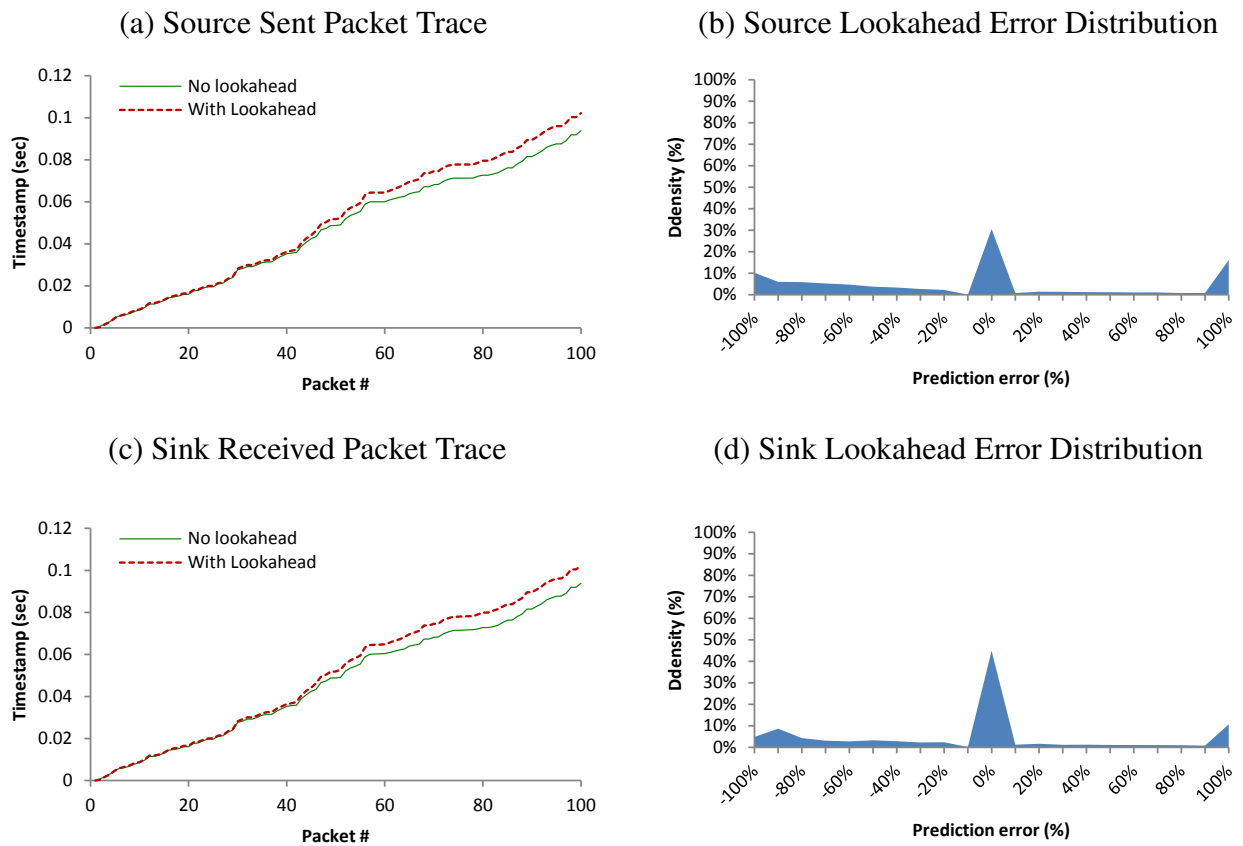 (a) Source Sent Packet Trace
0.12
0.1
0.08
0.06
0.04
0.02
0
Timestamp (sec)
No lookahead
With Lookahead
0 20 40 60 80 100
Packet #
(b) Source Lookahead Error Distribution
100%
90%
80%
70%
60%
50%
40%
30%
20%
10%
0%
Ddensity (%)
-100% -80% -60% -40% -20% 0% 20% 40% 60% 80% 100%
Prediction error (%)
(c) Sink Received Packet Trace
0.12
0.1
0.08
0.06
0.04
0.02
0
Timestamp (sec)
No lookahead
With Lookahead
0 20 40 60 80 100
Packet #
(d) Sink Lookahead Error Distribution
100%
90%
80%
70%
60%
50%
40%
30%
20%
10%
0%
Ddensity (%)
-100% -80% -60% -40% -20% 0% 20% 40% 60% 80% 100%
Prediction error (%)